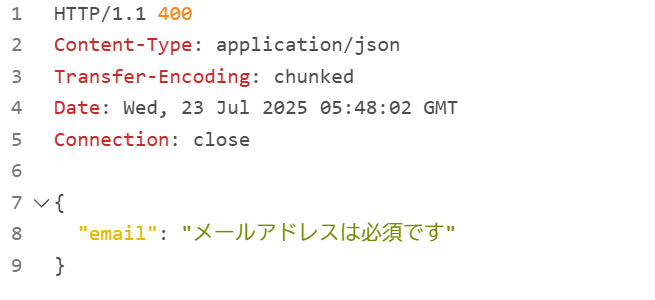 1 HTTP/1.1 400
2 Content-Type: application/json
3 Transfer-Encoding: chunked
4 Date: Wed, 23 Jul 2025 05:48:02 GMT
5 Connection: close
6
7 {
8 "email": "メールアドレスは必須です"
9 }